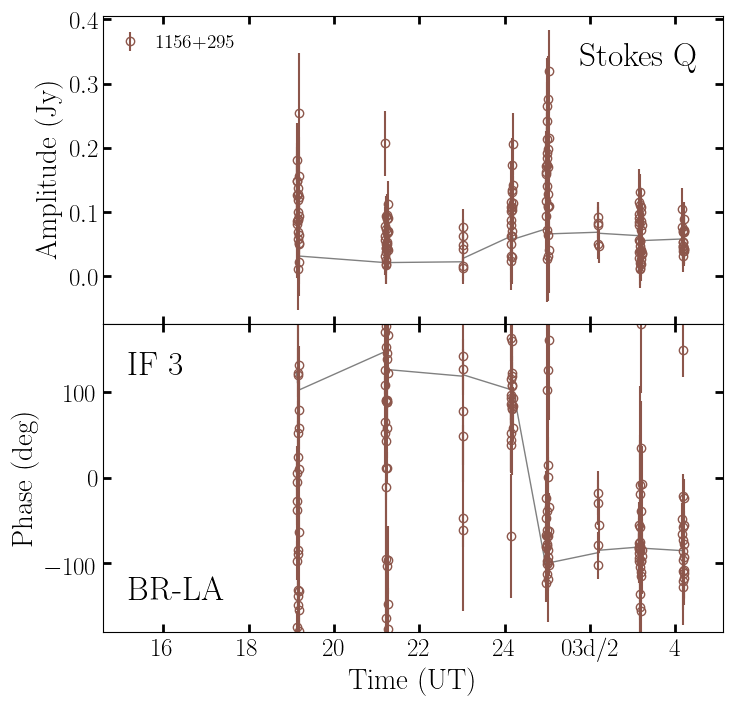 0.4
1156+295
Stokes Q
0.3
0.2
0.1
0.0
Amplitude (Jy)
IF 3
100
0
−100
Phase (deg)
BR-LA
16 18 20 22 24 03d/2 4
Time (UT)